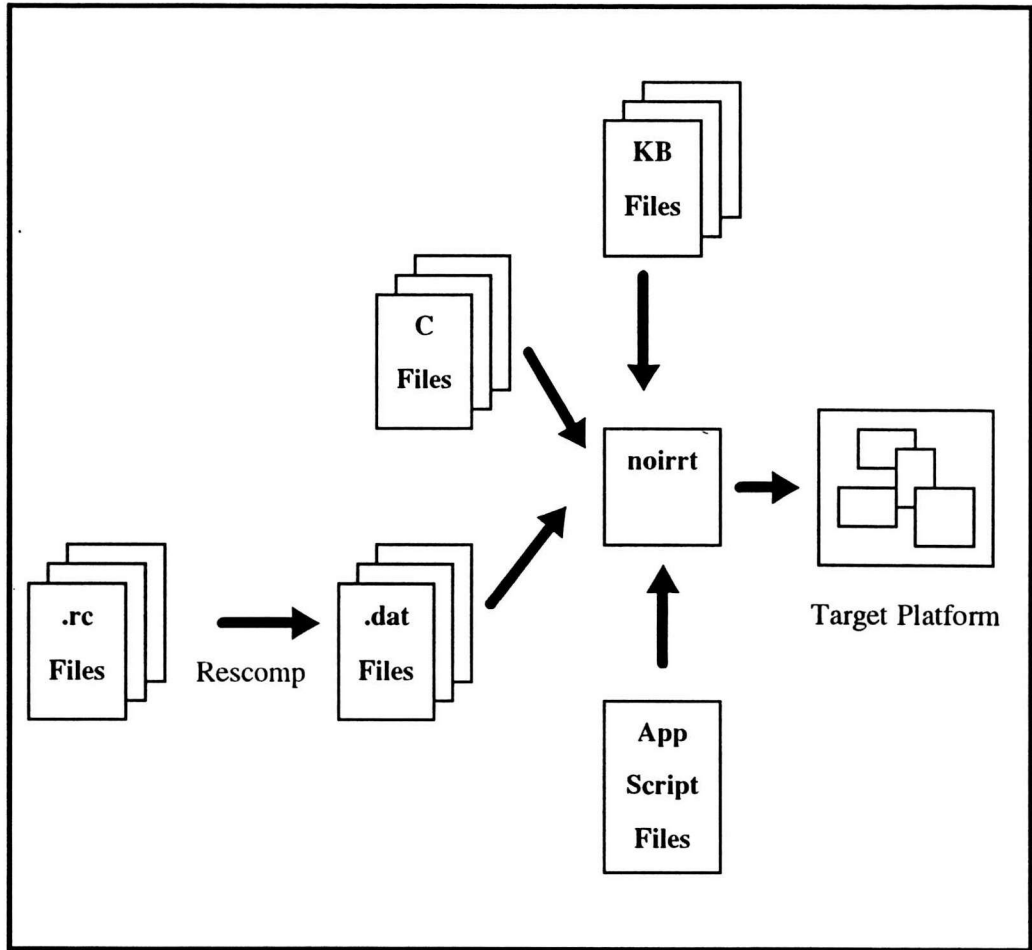 KB
Files
C
Files
noirrt
.rc
Files
Rescomp
.dat
Files
Target Platform
App
Script
Files